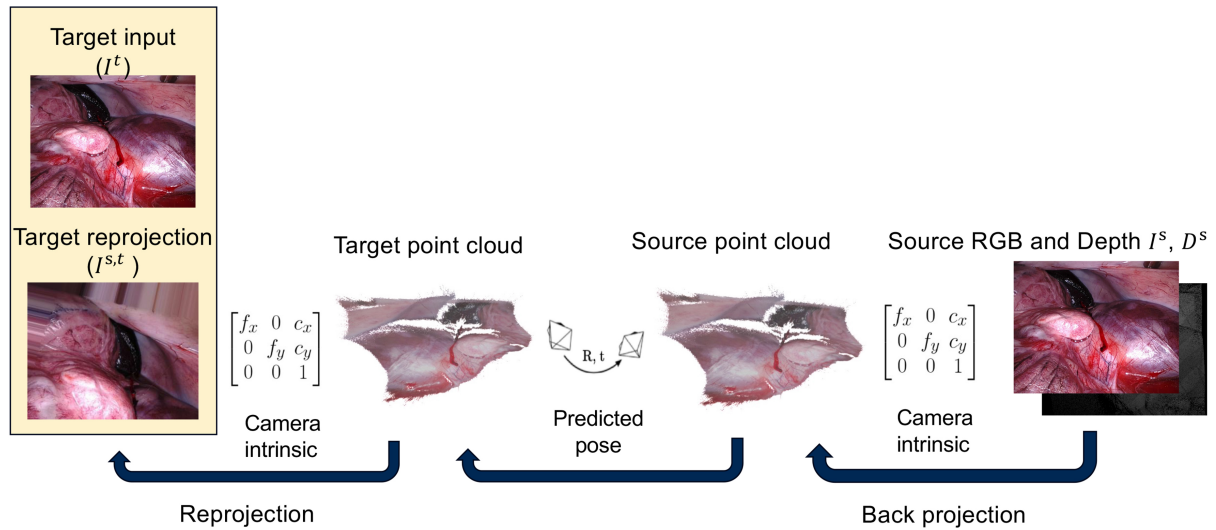 Target input
(I^t)
Target reprojection
(I^s,t )
Target point cloud
Source point cloud
Source RGB and Depth I^s, D^s
f_x 0 c_x
0 f_y c_y
0 0 1
Camera
intrinsic
R, t
Predicted
pose
f_x 0 c_x
0 f_y c_y
0 0 1
Camera
intrinsic
Reprojection
Back projection